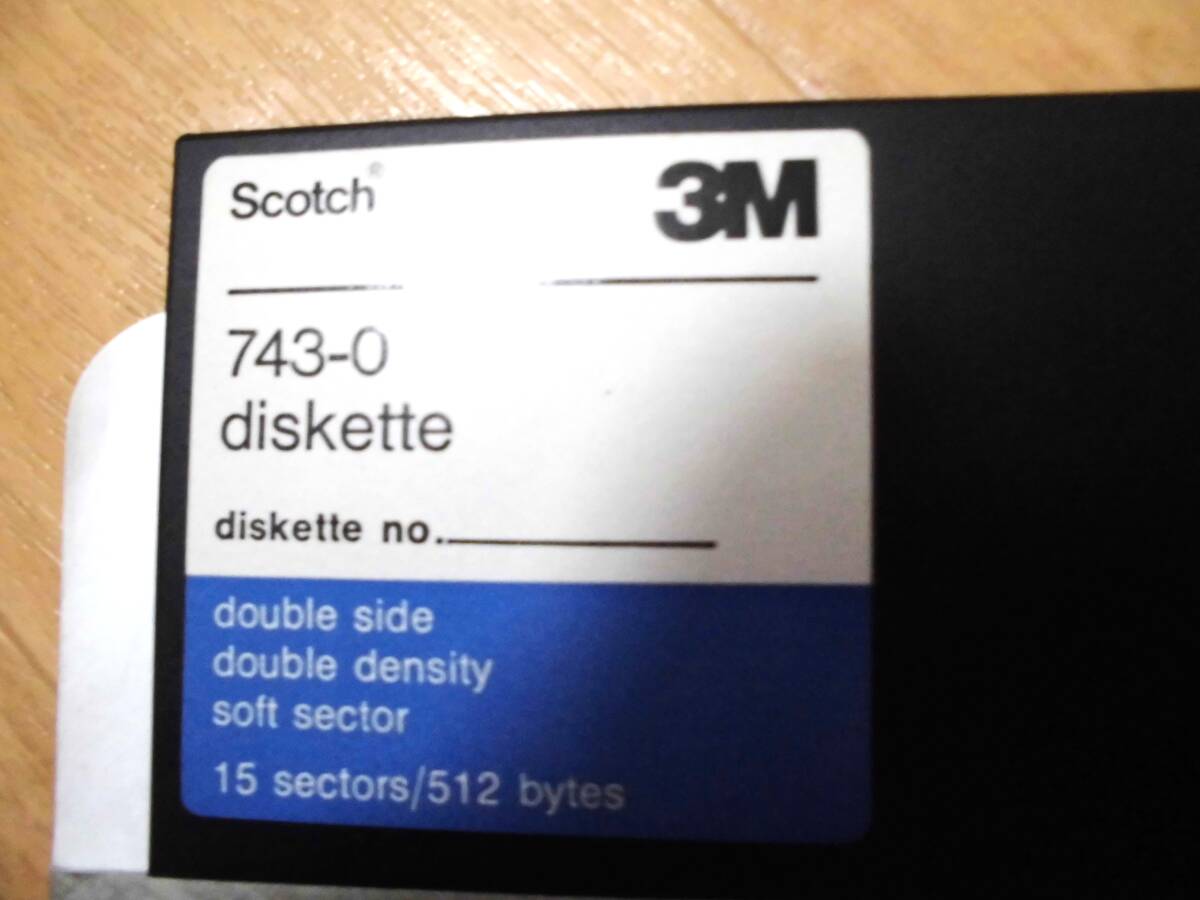 Scotch® 3M
743-0
diskette
diskette no.
double side
double density
soft sector
15 sectors/512 bytes